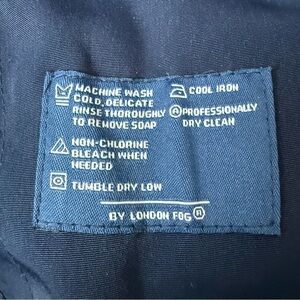 MACHINE WASH
COLD, DELICATE
RINSE THOROUGHLY
TO REMOVE SOAP
NON-CHLORINE
BLEACH WHEN
NEEDED
TUMBLE DRY LOW
COOL IRON
PROFESSIONALLY
DRY CLEAN
BY LONDON FOG®